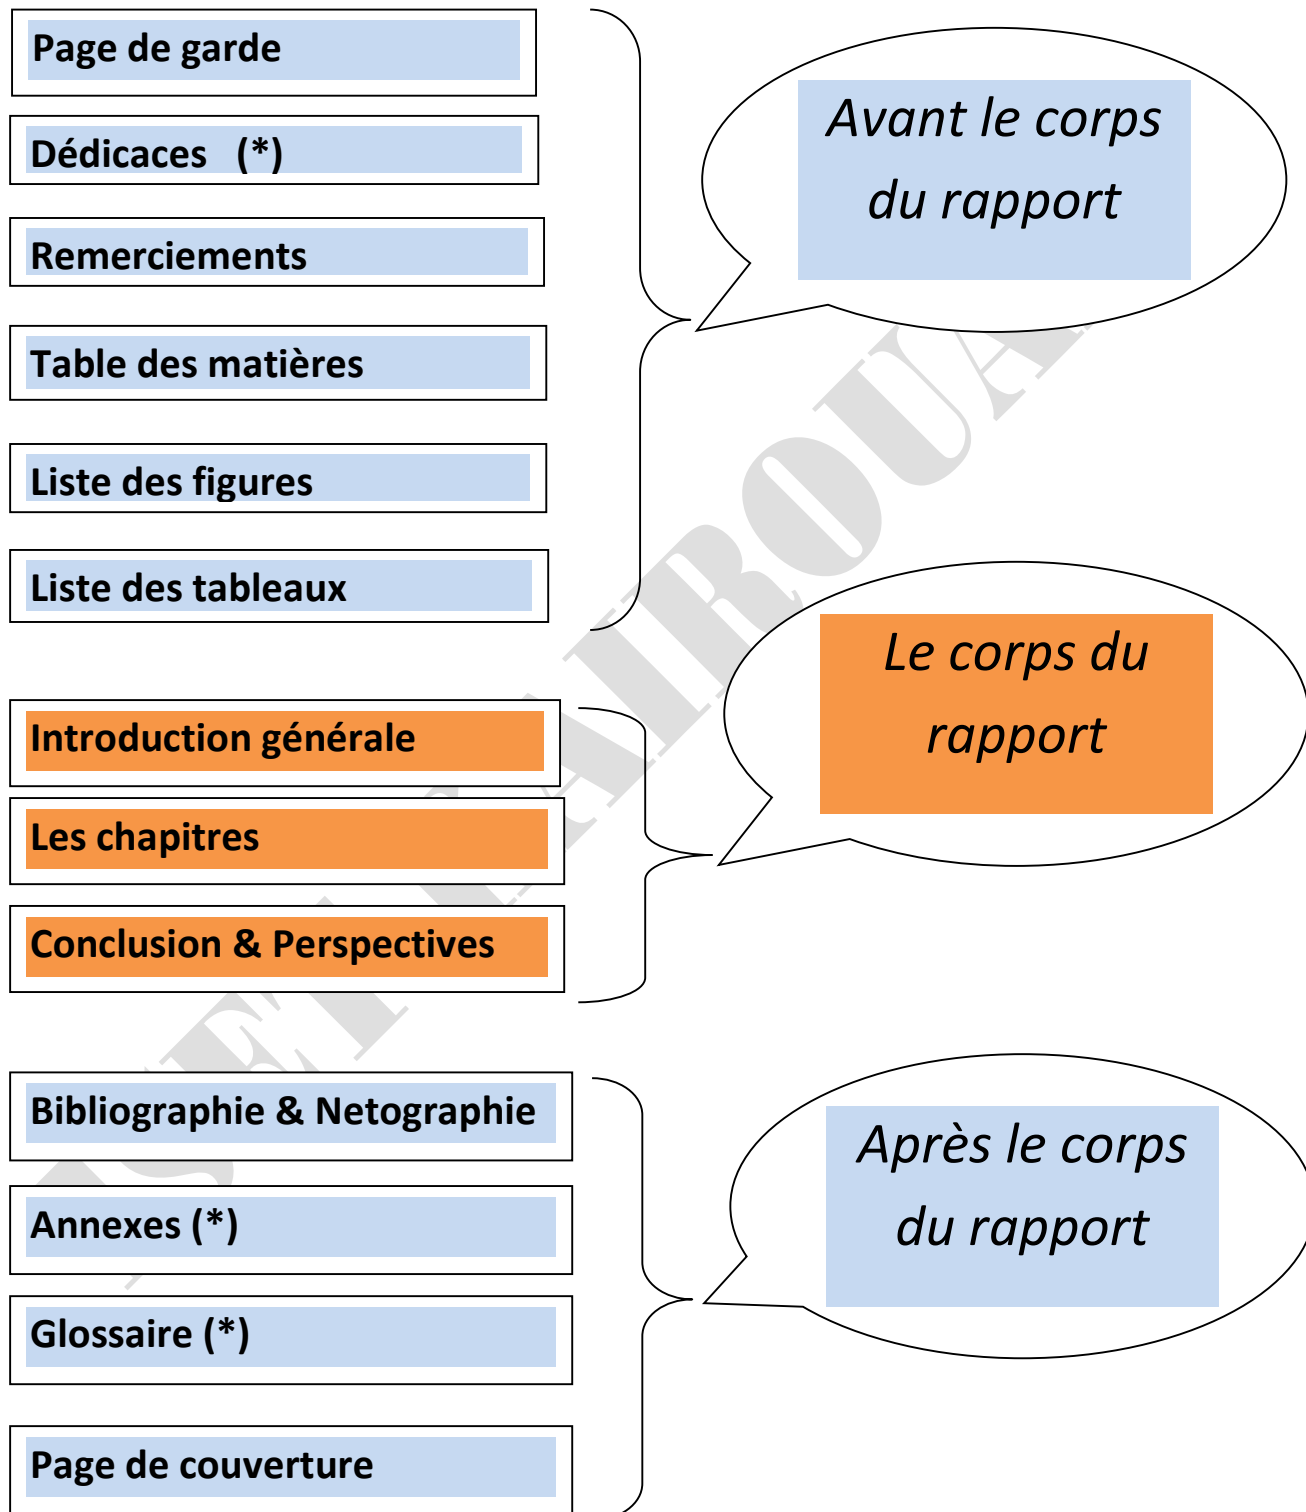 Page de garde
Dédicaces (*)
Remerciements
Table des matières
Liste des figures
Liste des tableaux
Avant le corps
du rapport
Introduction générale
Les chapitres
Conclusion & Perspectives
Le corps du
rapport
Bibliographie & Netographie
Annexes (*)
Glossaire (*)
Page de couverture
Après le corps
du rapport